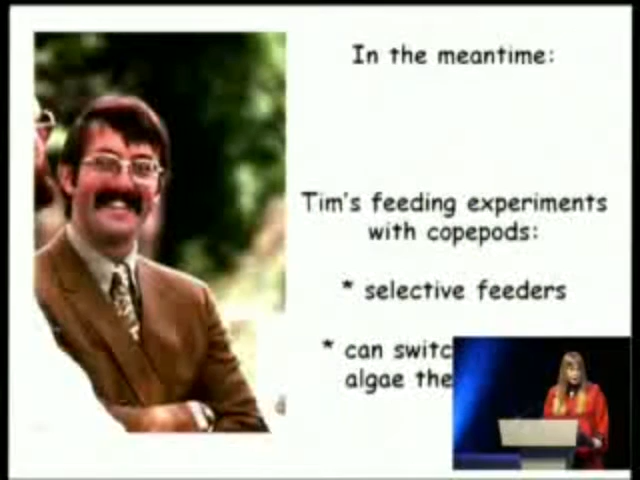 In the meantime:
Tim's feeding experiments
with copepods:
* selective feeders
* can switc
algae the